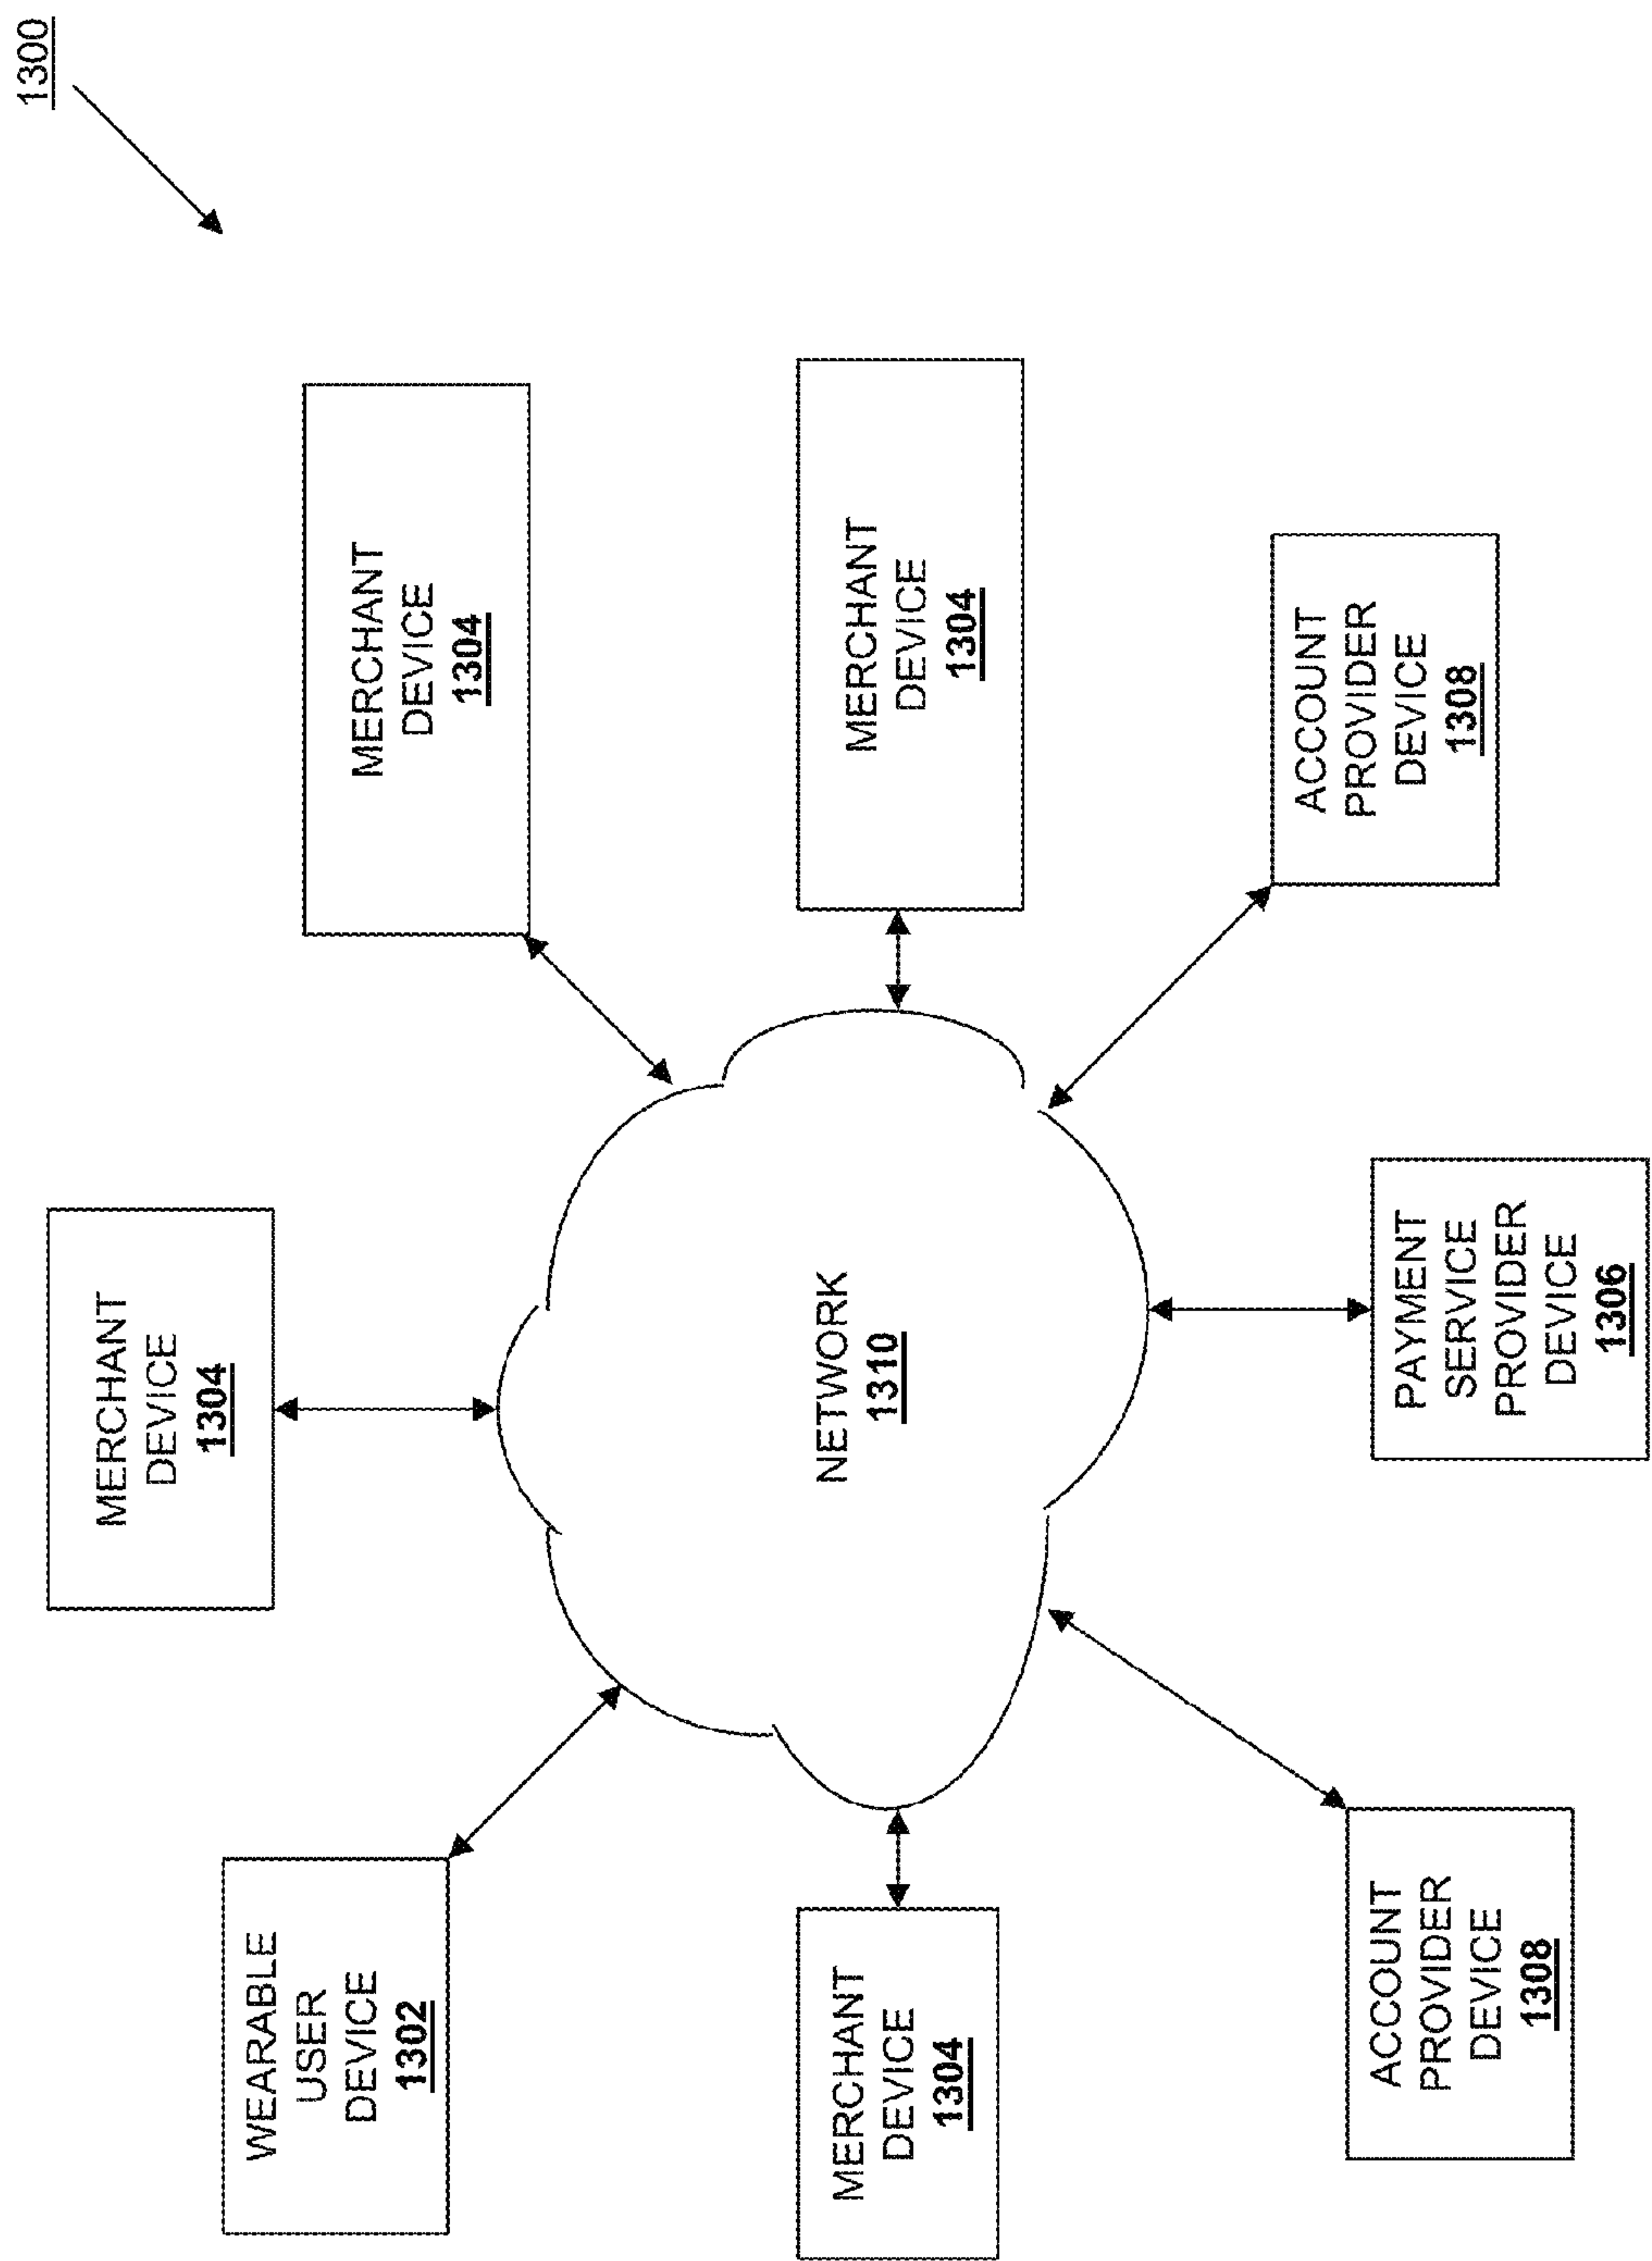 1300
WEARABLE
USER
DEVICE
1302
MERCHANT
DEVICE
1304
MERCHANT
DEVICE
1304
MERCHANT
DEVICE
1304
NETWORK
1310
MERCHANT
DEVICE
1304
ACCOUNT
PROVIDER
DEVICE
1308
PAYMENT
SERVICE
PROVIDER
DEVICE
1306
ACCOUNT
PROVIDER
DEVICE
1308